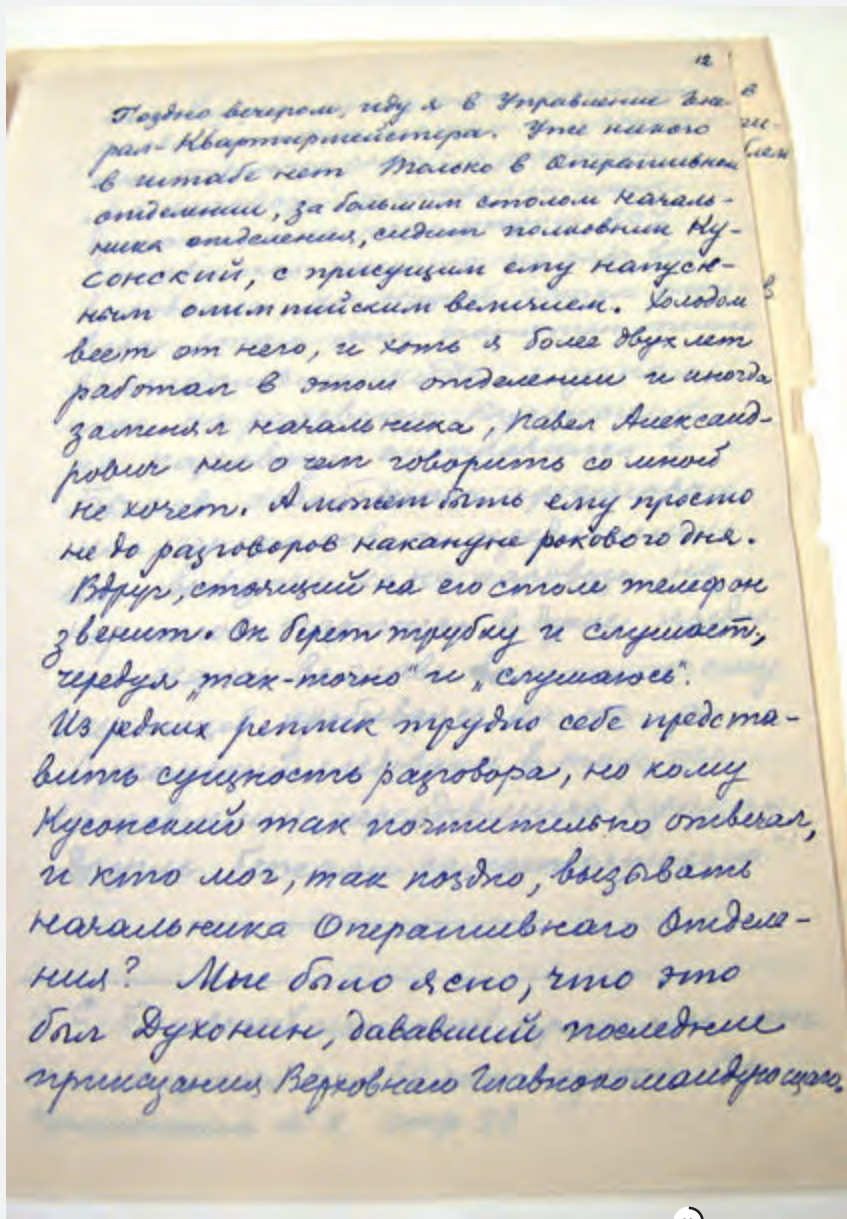 12
Поздно вечером, иду я в Управление Гене-
рал-Квартирмейстера. Уже никого
в штабе нет Только в Оперативном
отделении, за большим столом началь-
ника отделения, сидит полковник Ку-
сонский, с присущим ему напуск-
ным олимпийским величием. Холодом
веет от него, и хоть я более двух лет
работал в этом отделении и иногда
заменял начальника, Павел Александ-
рович ни о чем говорить со мной
не хочет. А может быть ему просто
не до разговоров накануне рокового дня.
Вдруг, стоящий на его столе телефон
звенит. Он берет трубку и слушает,
чередуя „так-точно" и „слушаюсь".
Из редких реплик трудно себе предста-
вить сущность разговора, но кому
Кусонский так почтительно отвечал,
и кто мог, так поздно, вызывать
начальника Оперативнаго Отделе-
ния? Мне было ясно, что это
был Духонин, дававший последние
приказания Верховнаго Главнокомандующаго.
в